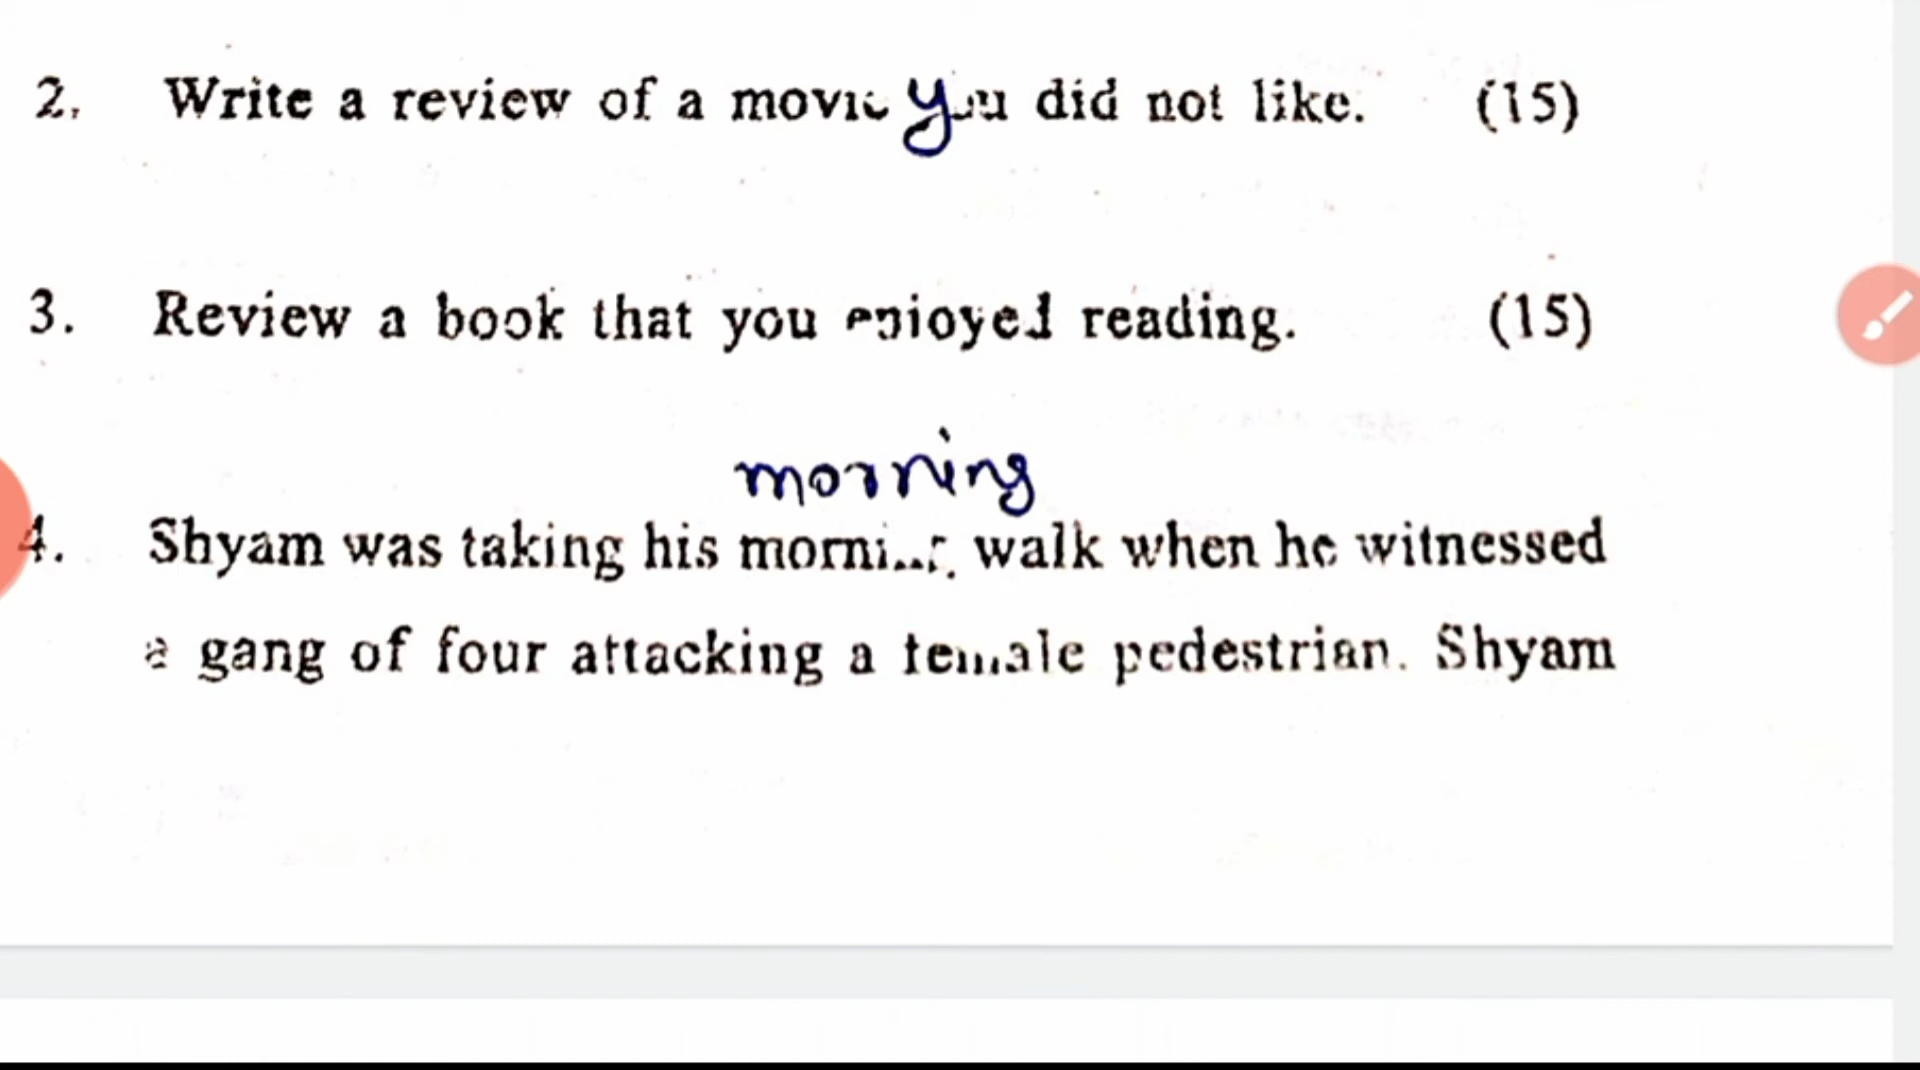 2. Write a review of a movie you did not like. (15)
3. Review a book that you enjoyed reading. (15)
morning
4. Shyam was taking his morning walk when he witnessed
a gang of four attacking a female pedestrian. Shyam